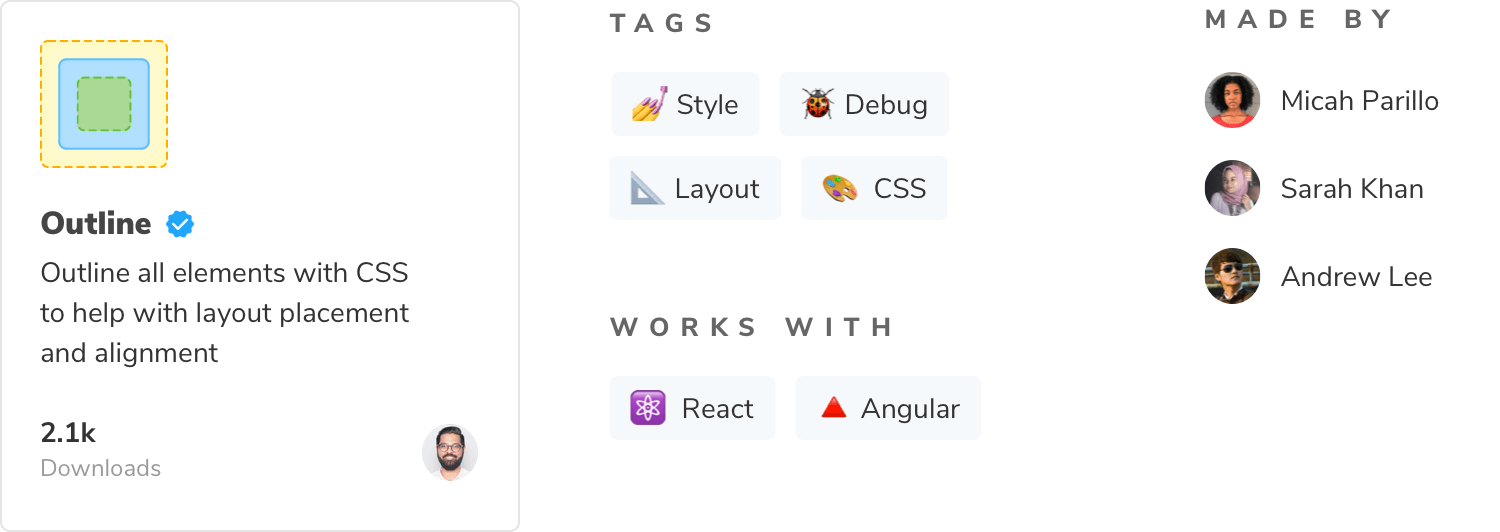 Outline
Outline all elements with CSS
to help with layout placement
and alignment
2.1k
Downloads
TAGS
Style
Debug
Layout
CSS
WORKS WITH
React
Angular
MADE BY
Micah Parillo
Sarah Khan
Andrew Lee